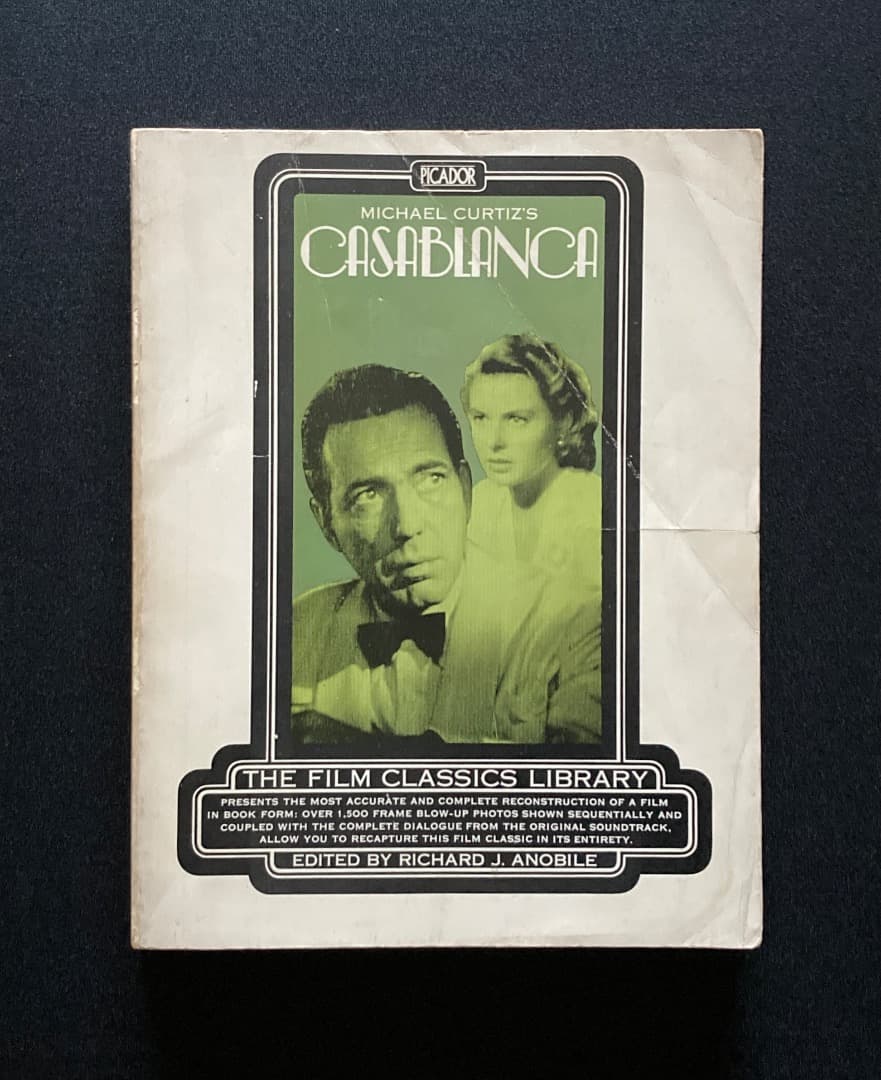 PICADOR
MICHAEL CURTIZ'S
CASABLANCA
THE FILM CLASSICS LIBRARY
PRESENTS THE MOST ACCURATE AND COMPLETE RECONSTRUCTION OF A FILM
IN BOOK FORM: OVER 1,500 FRAME BLOW-UP PHOTOS SHOWN SEQUENTIALLY AND
COUPLED WITH THE COMPLETE DIALOGUE FROM THE ORIGINAL SOUNDTRACK,
ALLOW YOU TO RECAPTURE THIS FILM CLASSIC IN ITS ENTIRETY.
EDITED BY RICHARD J. ANOBILE